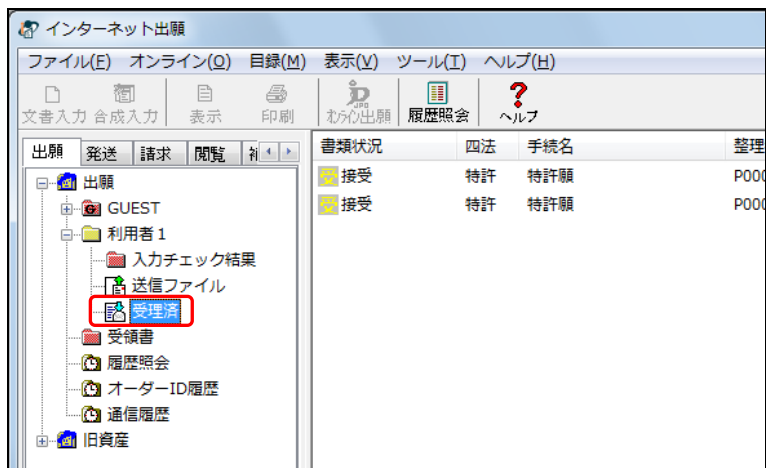 インターネット出願
ファイル(F) オンライン(O) 目録(M) 表示(V) ツール(T) ヘルプ(H)
文書入力 合成入力 表示 印刷 オンライン出願 履歴照会 ヘルプ
出願 発送 請求 閲覧
書類状況 四法 手続名 整理
出願
受 接受 特許 特許願 P000
GUEST
受 接受 特許 特許願 P000
利用者1
入力チェック結果
送信ファイル
受理済
受領書
履歴照会
オーダーID履歴
通信履歴
旧資産